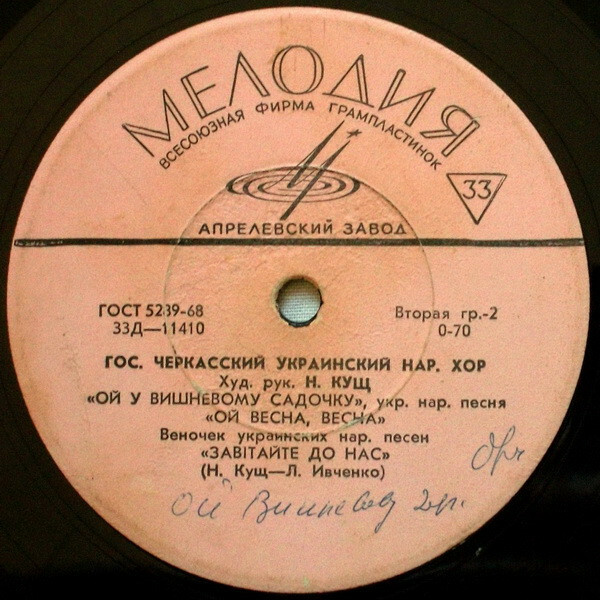 МЕЛОДИЯ
ВСЕСОЮЗНАЯ ФИРМА ГРАМПЛАСТИНОК
33
АПРЕЛЕВСКИЙ ЗАВОД
ГОСТ 5289-68
33Д—11410
Вторая гр.-2
0-70
ГОС. ЧЕРКАССКИЙ УКРАИНСКИЙ НАР. ХОР
Худ. рук. Н. КУЩ
«ОЙ У ВИШНЕВОМУ САДОЧКУ», укр. нар. песня
«ОЙ ВЕСНА, ВЕСНА»
Веночек украинских нар. песен
«ЗАВІТАЙТЕ ДО НАС»
(Н. Кущ—Л. Ивченко)
ой